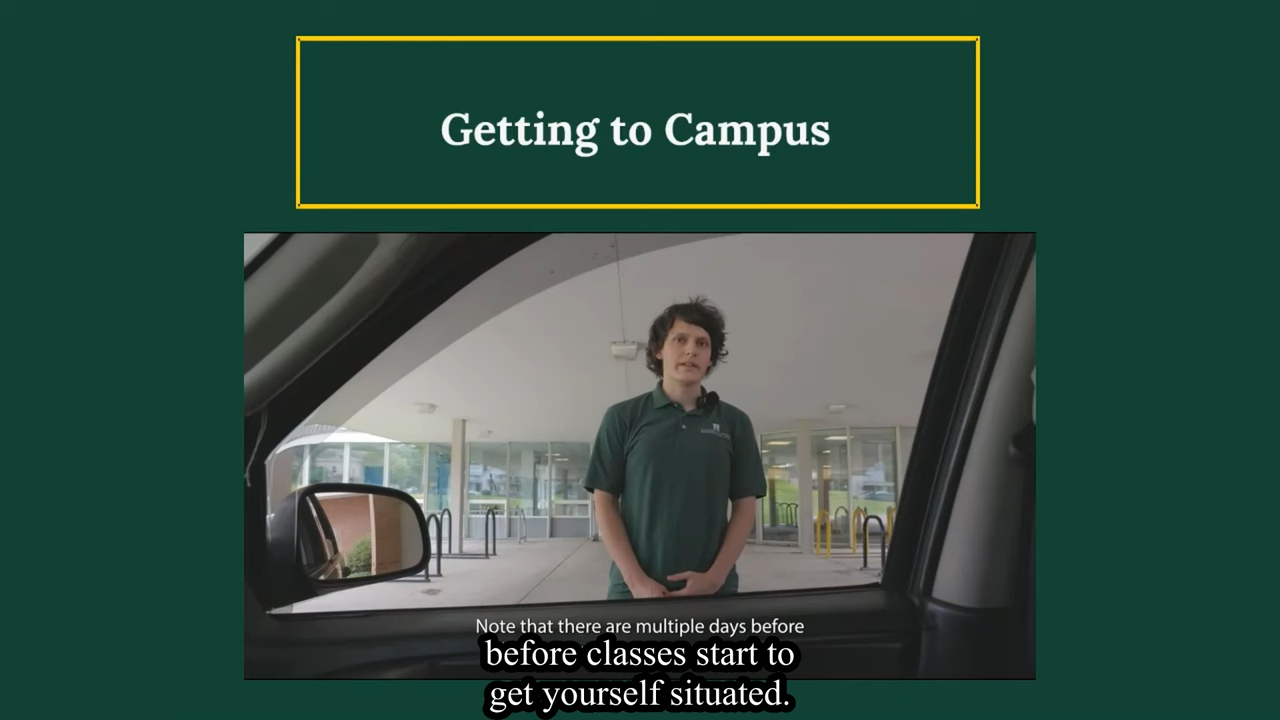 Getting to Campus
Note that there are multiple days before
before classes start to
get yourself situated.